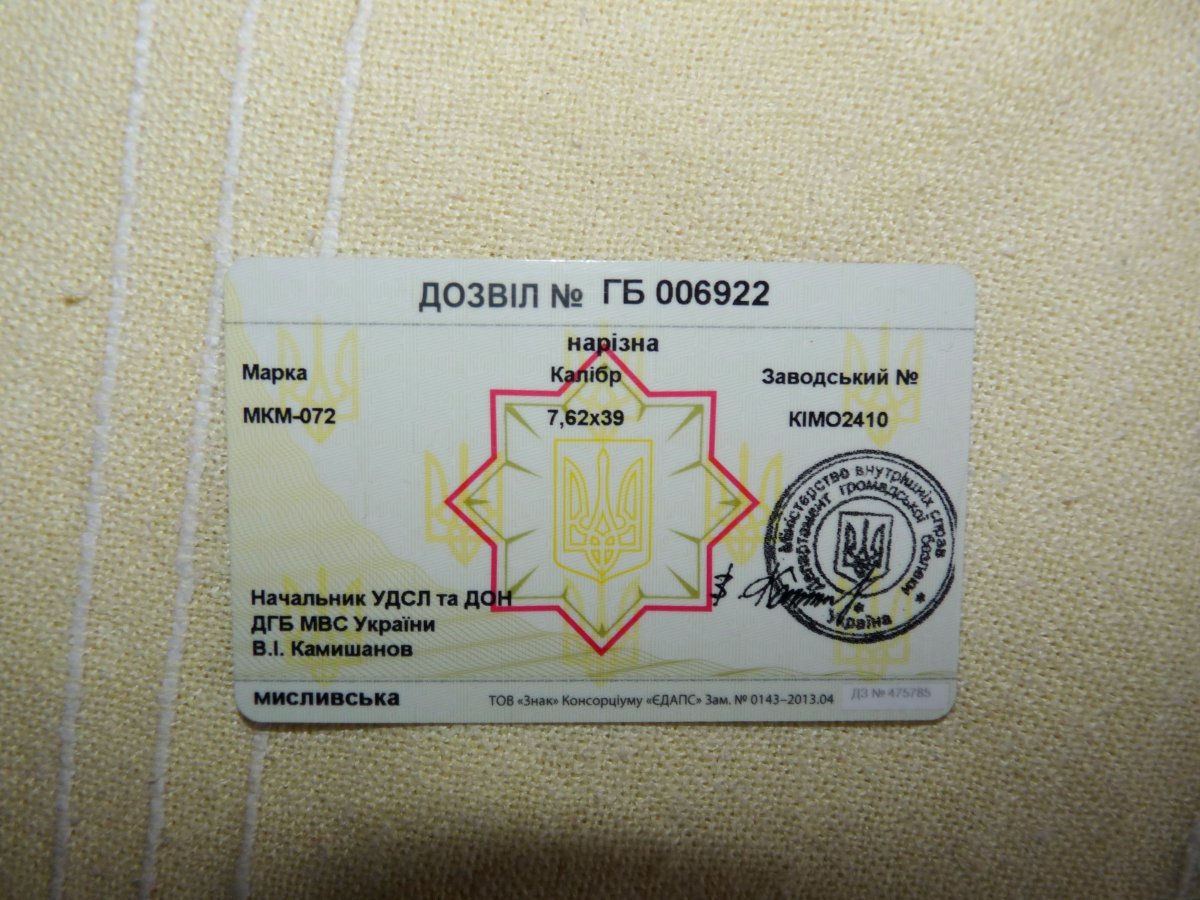 ДОЗВІЛ № ГБ 006922
нарізна
Марка Калібр Заводський №
МКМ-072 7,62х39 КІМО2410
Міністерство внутрішніх справ
Департамент громадської безпеки
* Україна *
Начальник УДСЛ та ДОН
ДГБ МВС України
В.І. Камишанов
мисливська ТОВ «Знак» Консорціуму «ЄДАПС» Зам. № 0143–2013.04 ДЗ № 475785